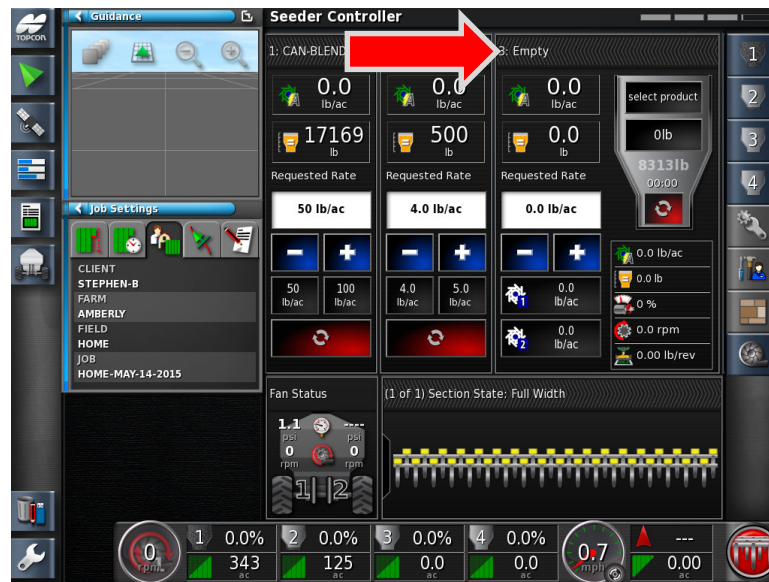 TOPCON
Guidance
Seeder Controller
1: CAN-BLEND
3: Empty
0.0
lb/ac
0.0
lb/ac
0.0
lb/ac
17169
lb
500
lb
0.0
lb
select product
0lb
8313lb
00:00
Requested Rate
Requested Rate
Requested Rate
50 lb/ac
4.0 lb/ac
0.0 lb/ac
50
lb/ac
100
lb/ac
4.0
lb/ac
5.0
lb/ac
1
0.0
lb/ac
2
0.0
lb/ac
0.0 lb/ac
0.0 lb
0 %
0.0 rpm
0.00 lb/rev
Job Settings
CLIENT
STEPHEN-B
FARM
AMBERLY
FIELD
HOME
JOB
HOME-MAY-14-2015
Fan Status
1.1
psi
0
rpm
----
psi
0
rpm
1 2
(1 of 1) Section State: Full Width
1
2
3
4
0
rpm
1 0.0%
343
ac
2 0.0%
125
ac
3 0.0%
0.0
ac
4 0.0%
0.0
ac
0.7
mph
---
0.00
ac